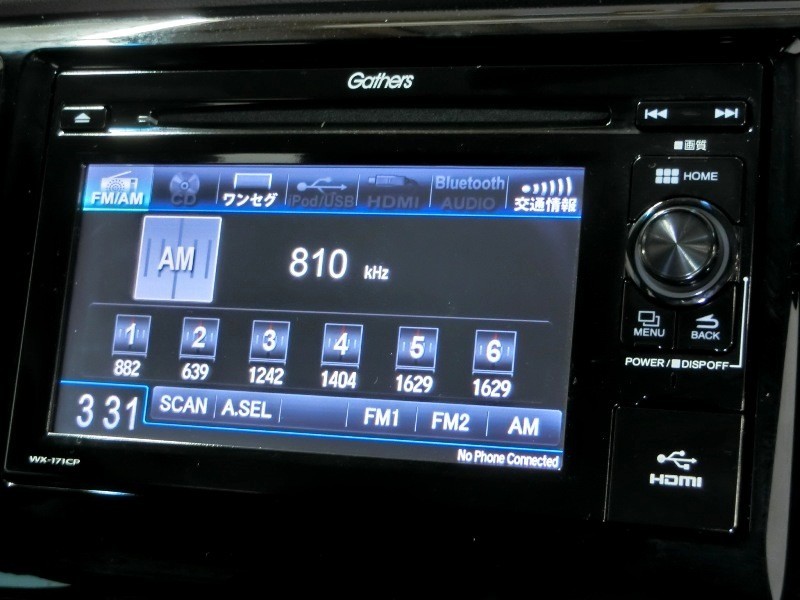 Gathers
画質
HOME
FM/AM CD ワンセグ iPod/USB HDMI Bluetooth AUDIO 交通情報
AM 810 kHz
1 2 3 4 5 6
882 639 1242 1404 1629 1629
MENU BACK
POWER/ DISP OFF
3 31 SCAN A.SEL FM1 FM2 AM
No Phone Connected
WX-171CP
HDMI